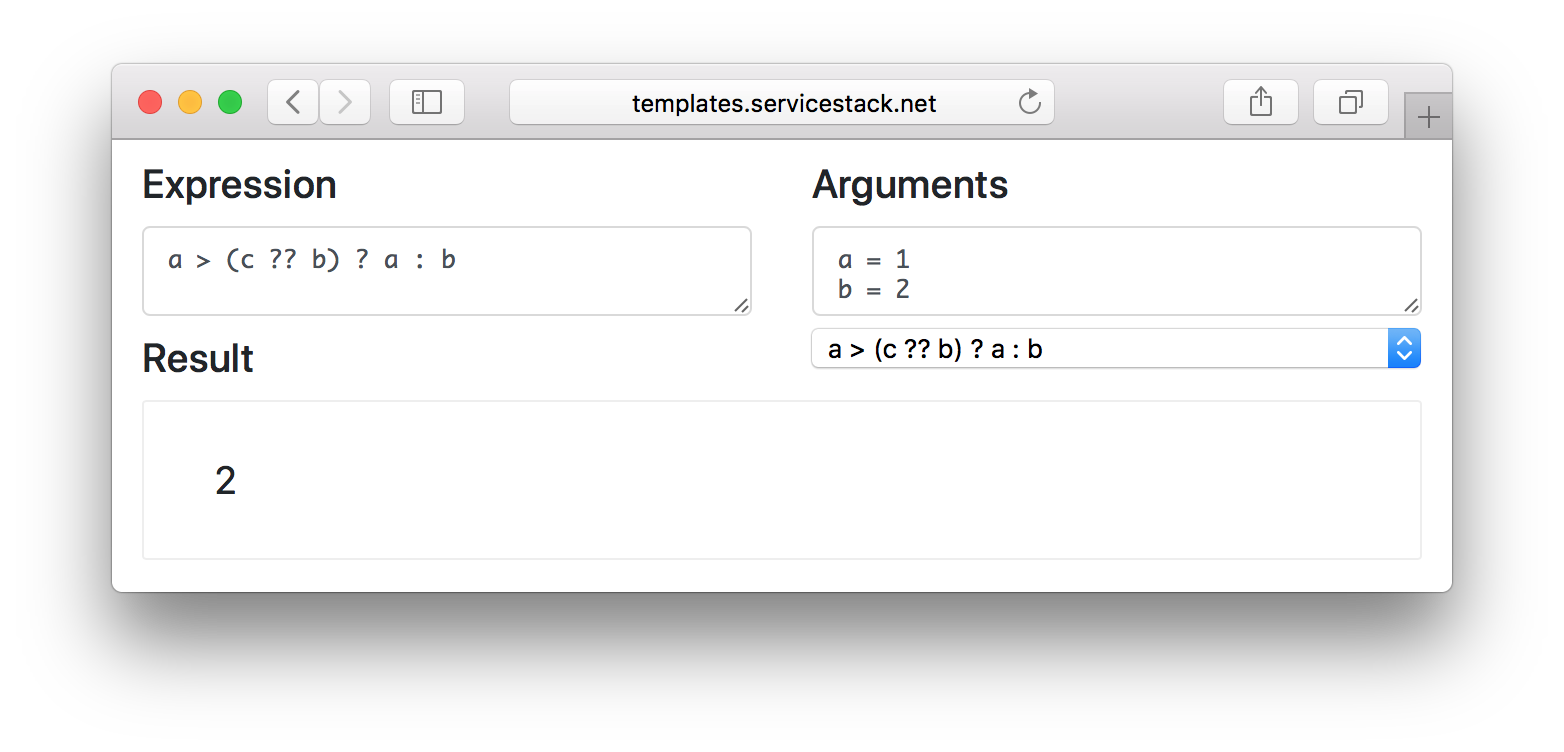 templates.servicestack.net
Expression
a > (c ?? b) ? a : b
Arguments
a = 1
b = 2
a > (c ?? b) ? a : b
Result
2